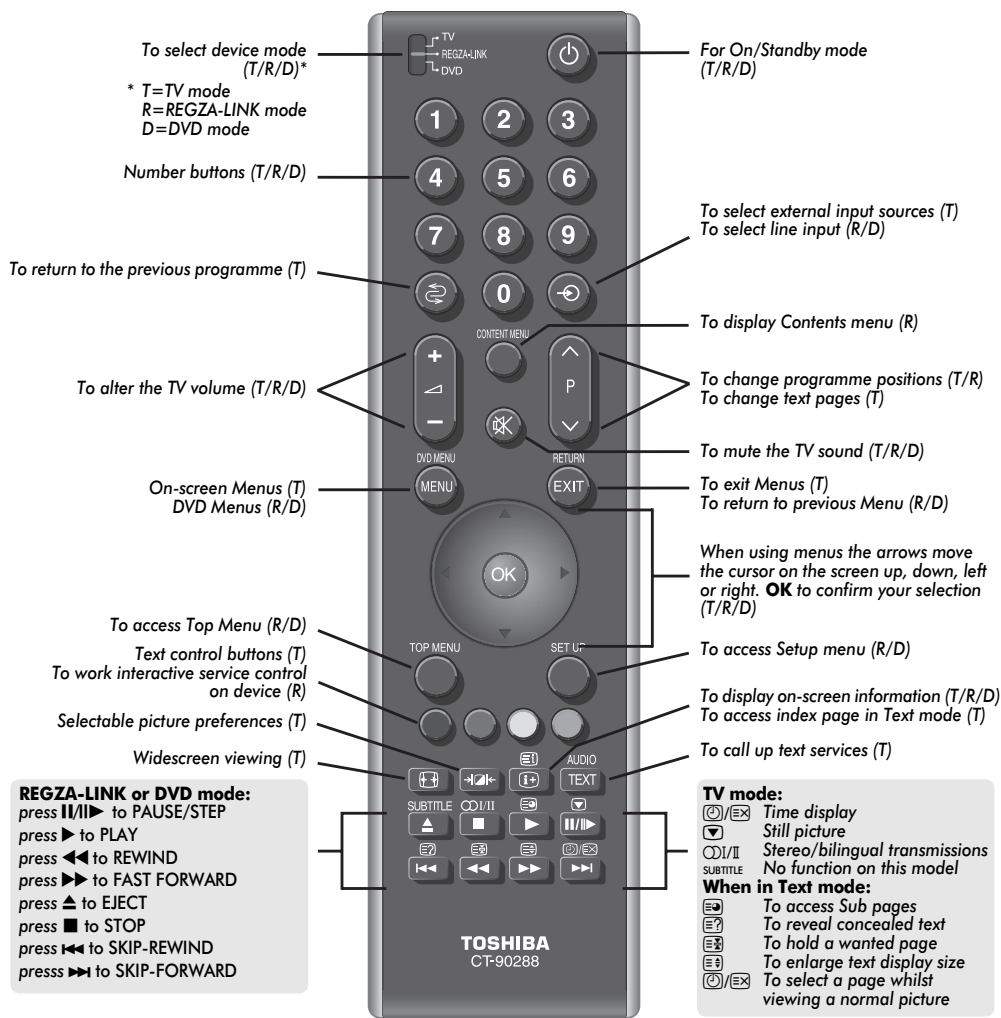 To select device mode
(T/R/D)*
* T=TV mode
R=REGZA-LINK mode
D=DVD mode
Number buttons (T/R/D)
To return to the previous programme (T)
To alter the TV volume (T/R/D)
On-screen Menus (T)
DVD Menus (R/D)
To access Top Menu (R/D)
Text control buttons (T)
To work interactive service control
on device (R)
Selectable picture preferences (T)
Widescreen viewing (T)
REGZA-LINK or DVD mode:
press II/II▶ to PAUSE/STEP
press ▶ to PLAY
press ◀◀ to REWIND
press ▶▶ to FAST FORWARD
press ⏏ to EJECT
press ■ to STOP
press |◀◀ to SKIP-REWIND
presss ▶▶| to SKIP-FORWARD
TV
REGZA-LINK
DVD
1 2 3
4 5 6
7 8 9
0
CONTENT MENU
+
P
−
DVD MENU
RETURN
MENU
EXIT
OK
TOP MENU
SET UP
AUDIO
i+
TEXT
SUBTITLE
I/II
TOSHIBA
CT-90288
For On/Standby mode
(T/R/D)
To select external input sources (T)
To select line input (R/D)
To display Contents menu (R)
To change programme positions (T/R)
To change text pages (T)
To mute the TV sound (T/R/D)
To exit Menus (T)
To return to previous Menu (R/D)
When using menus the arrows move
the cursor on the screen up, down, left
or right. OK to confirm your selection
(T/R/D)
To access Setup menu (R/D)
To display on-screen information (T/R/D)
To access index page in Text mode (T)
To call up text services (T)
TV mode:
Time display
Still picture
I/II Stereo/bilingual transmissions
SUBTITLE No function on this model
When in Text mode:
To access Sub pages
To reveal concealed text
To hold a wanted page
To enlarge text display size
To select a page whilst
viewing a normal picture